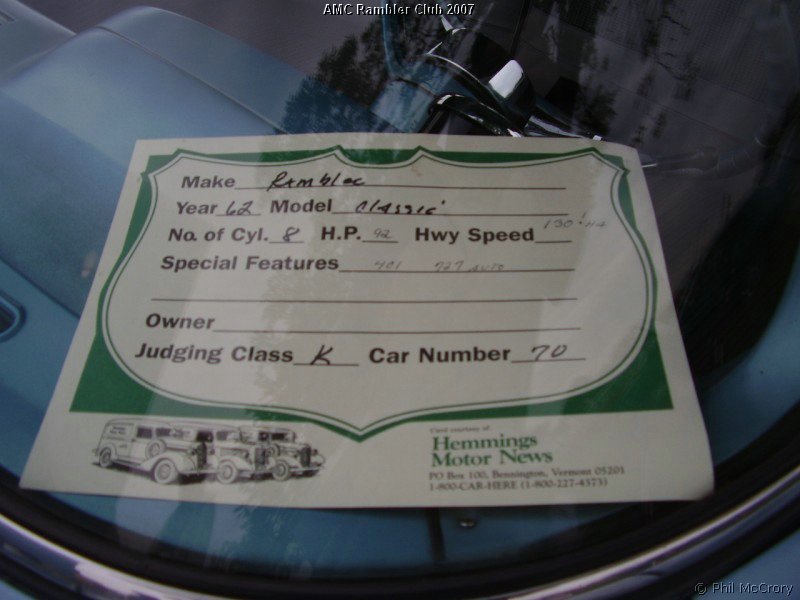 AMC Rambler Club 2007
Make Rambler
Year 62 Model Classic
No. of Cyl. 8 H.P. 92 Hwy Speed 130!
Special Features 401 727 auto
Owner
Judging Class K Car Number 70
Card courtesy of
Hemmings
Motor News
PO Box 100, Bennington, Vermont 05201
1-800-CAR-HERE (1-800-227-4373)
© Phil McCrory